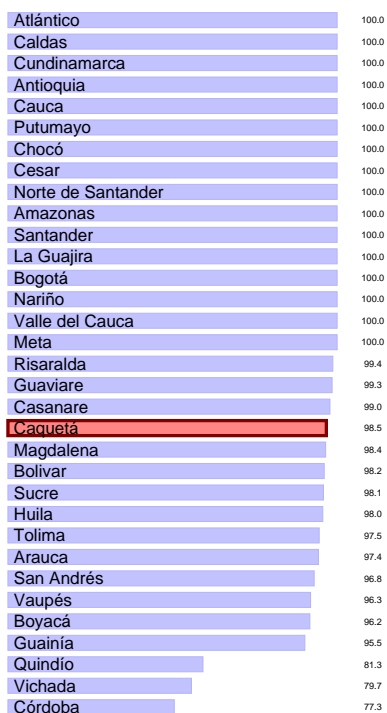 Atlántico 100.0
Caldas 100.0
Cundinamarca 100.0
Antioquia 100.0
Cauca 100.0
Putumayo 100.0
Chocó 100.0
Cesar 100.0
Norte de Santander 100.0
Amazonas 100.0
Santander 100.0
La Guajira 100.0
Bogotá 100.0
Nariño 100.0
Valle del Cauca 100.0
Meta 100.0
Risaralda 99.4
Guaviare 99.3
Casanare 99.0
Caquetá 98.5
Magdalena 98.4
Bolivar 98.2
Sucre 98.1
Huila 98.0
Tolima 97.5
Arauca 97.4
San Andrés 96.8
Vaupés 96.3
Boyacá 96.2
Guainía 95.5
Quindío 81.3
Vichada 79.7
Córdoba 77.3